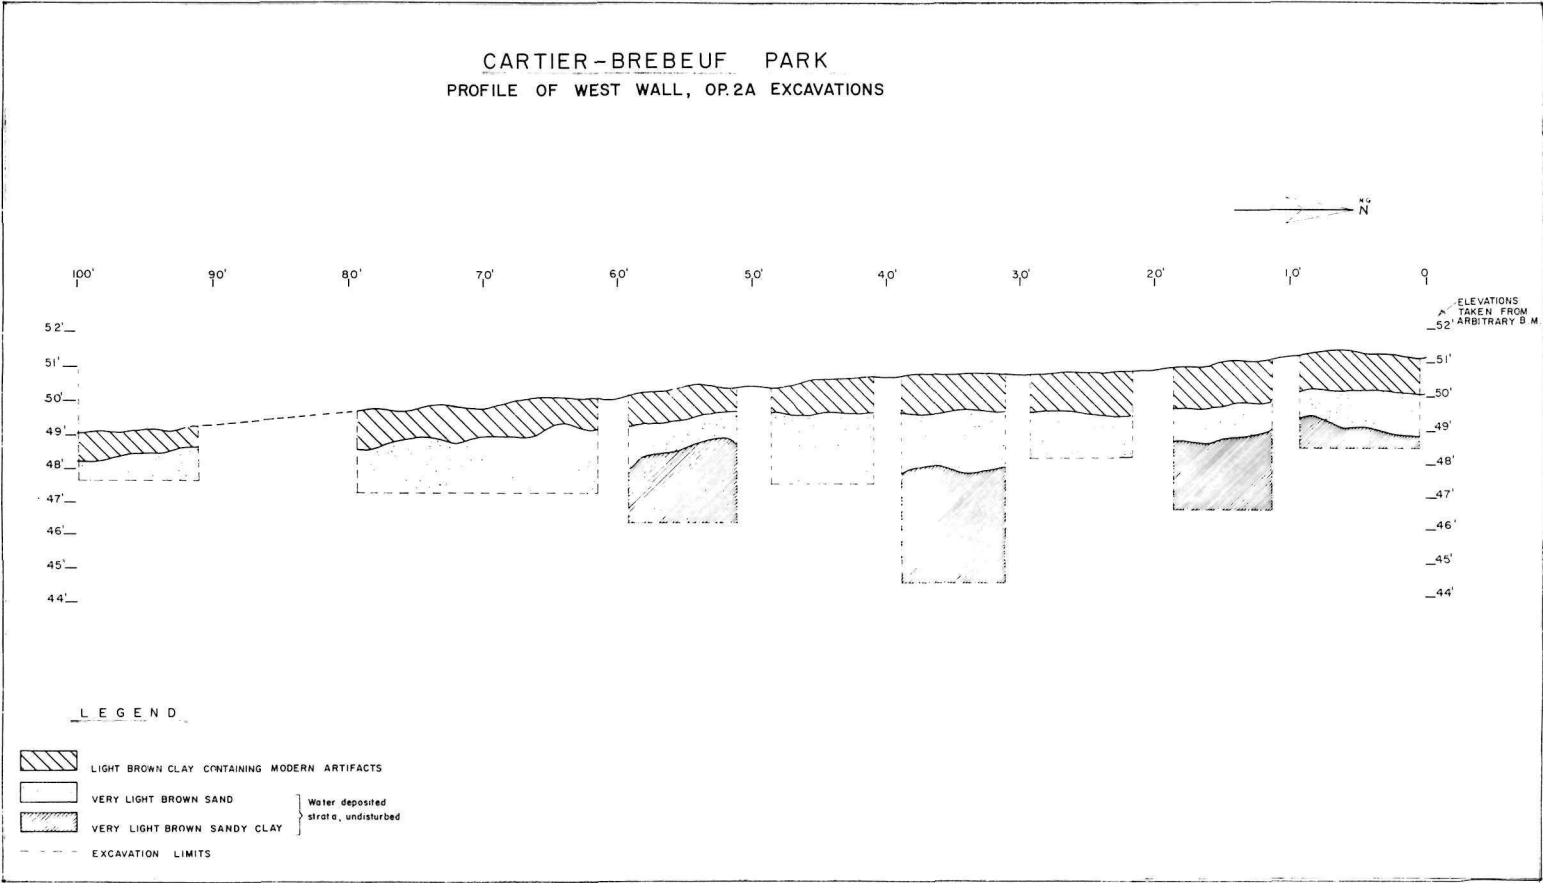 CARTIER-BREBEUF PARK
PROFILE OF WEST WALL, OP.2A EXCAVATIONS
N
100' 90' 80' 70' 60' 50' 40' 30' 20' 10' 0
ELEVATIONS
TAKEN FROM
ARBITRARY B M.
52' 52'
51' 51'
50' 50'
49' 49'
48' 48'
47' 47'
46' 46'
45' 45'
44' 44'
LEGEND
LIGHT BROWN CLAY CONTAINING MODERN ARTIFACTS
VERY LIGHT BROWN SAND
VERY LIGHT BROWN SANDY CLAY
Water deposited
strata, undisturbed
EXCAVATION LIMITS